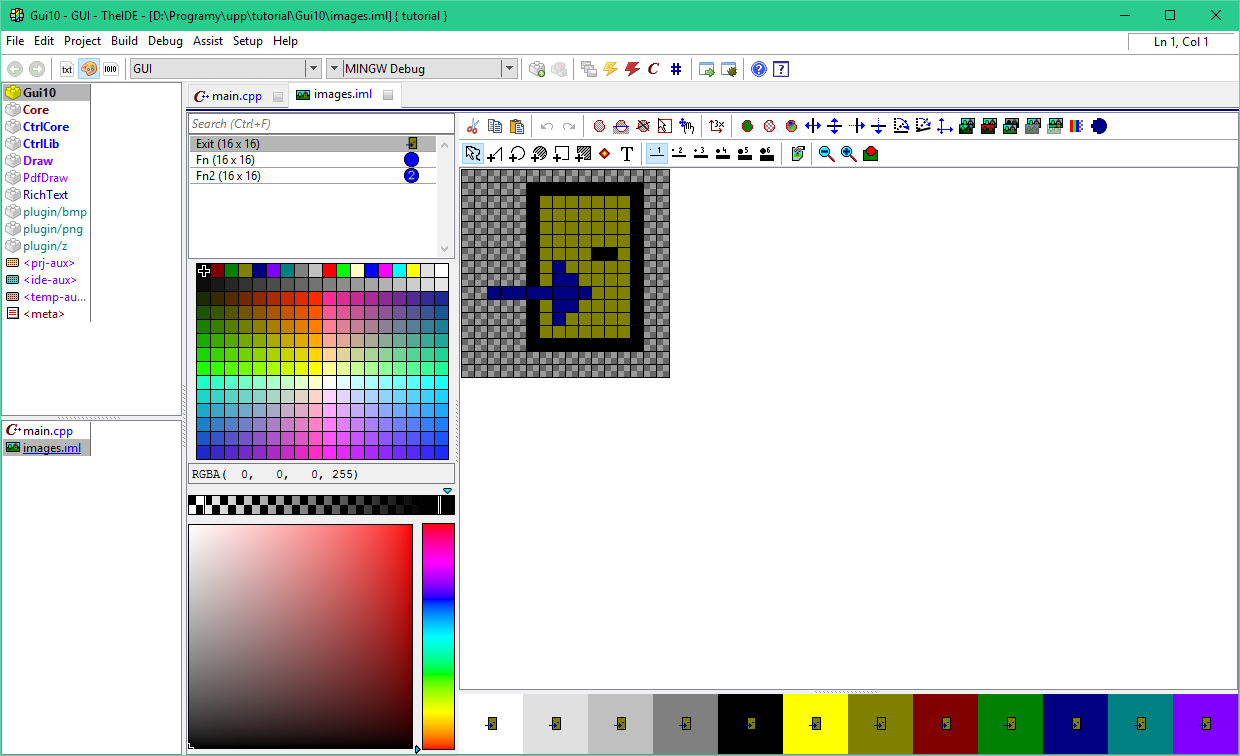 Gui10 - GUI - TheIDE - [D:\Programy\upp\tutorial\Gui10\images.iml] { tutorial }
File Edit Project Build Debug Assist Setup Help
Ln 1, Col 1
txt
GUI
MINGW Debug
Gui10
Core
CtrlCore
CtrlLib
Draw
PdfDraw
RichText
plugin/bmp
plugin/png
plugin/z
<prj-aux>
<ide-aux>
<temp-au...
<meta>
main.cpp
images.iml
main.cpp
images.iml
Search (Ctrl+F)
Exit (16 x 16)
Fn (16 x 16)
Fn2 (16 x 16)
2
RGBA( 0, 0, 0, 255)
1 2 3 4 5 6